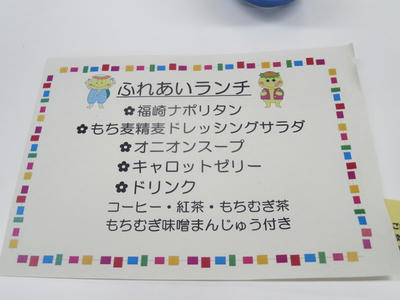 ふれあいランチ
✿福崎ナポリタン
✿もち麦精麦ドレッシングサラダ
✿オニオンスープ
✿キャロットゼリー
✿ドリンク
コーヒー・紅茶・もちむぎ茶
もちむぎ味噌まんじゅう付き